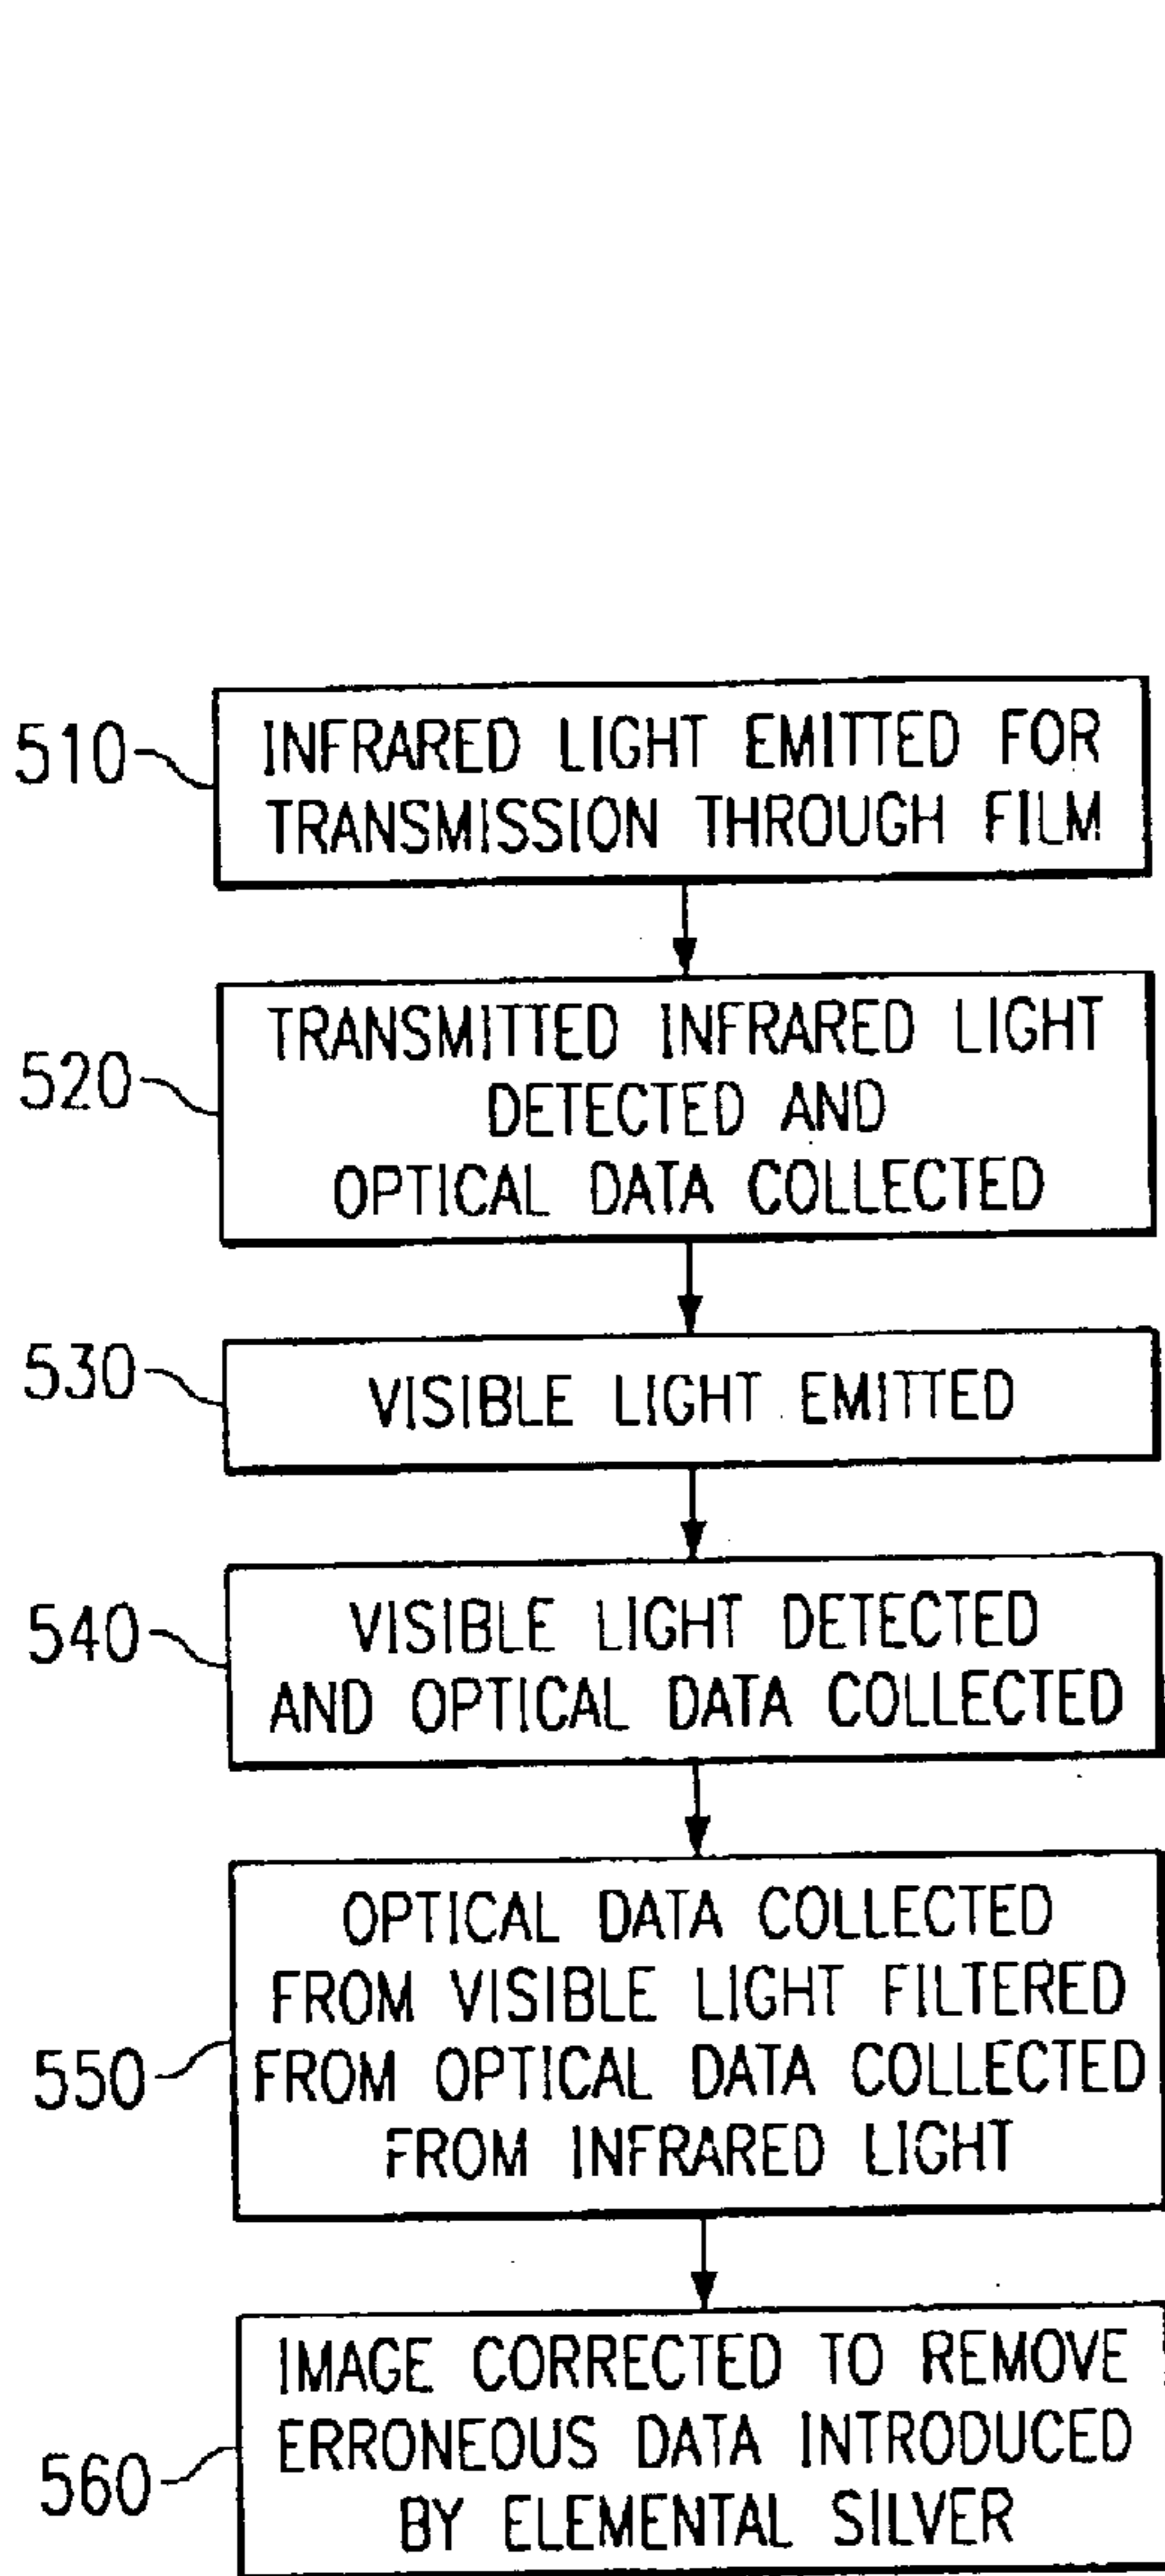 510
INFRARED LIGHT EMITTED FOR
TRANSMISSION THROUGH FILM
520
TRANSMITTED INFRARED LIGHT
DETECTED AND
OPTICAL DATA COLLECTED
530
VISIBLE LIGHT EMITTED
540
VISIBLE LIGHT DETECTED
AND OPTICAL DATA COLLECTED
550
OPTICAL DATA COLLECTED
FROM VISIBLE LIGHT FILTERED
FROM OPTICAL DATA COLLECTED
FROM INFRARED LIGHT
560
IMAGE CORRECTED TO REMOVE
ERRONEOUS DATA INTRODUCED
BY ELEMENTAL SILVER